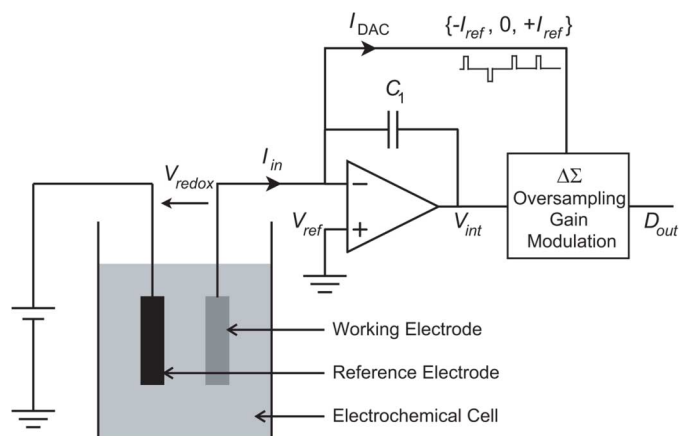 I_DAC {-I_ref , 0, +I_ref}
C_1
V_redox I_in
−
V_ref + V_int
ΔΣ
Oversampling
Gain
Modulation
D_out
Working Electrode
Reference Electrode
Electrochemical Cell